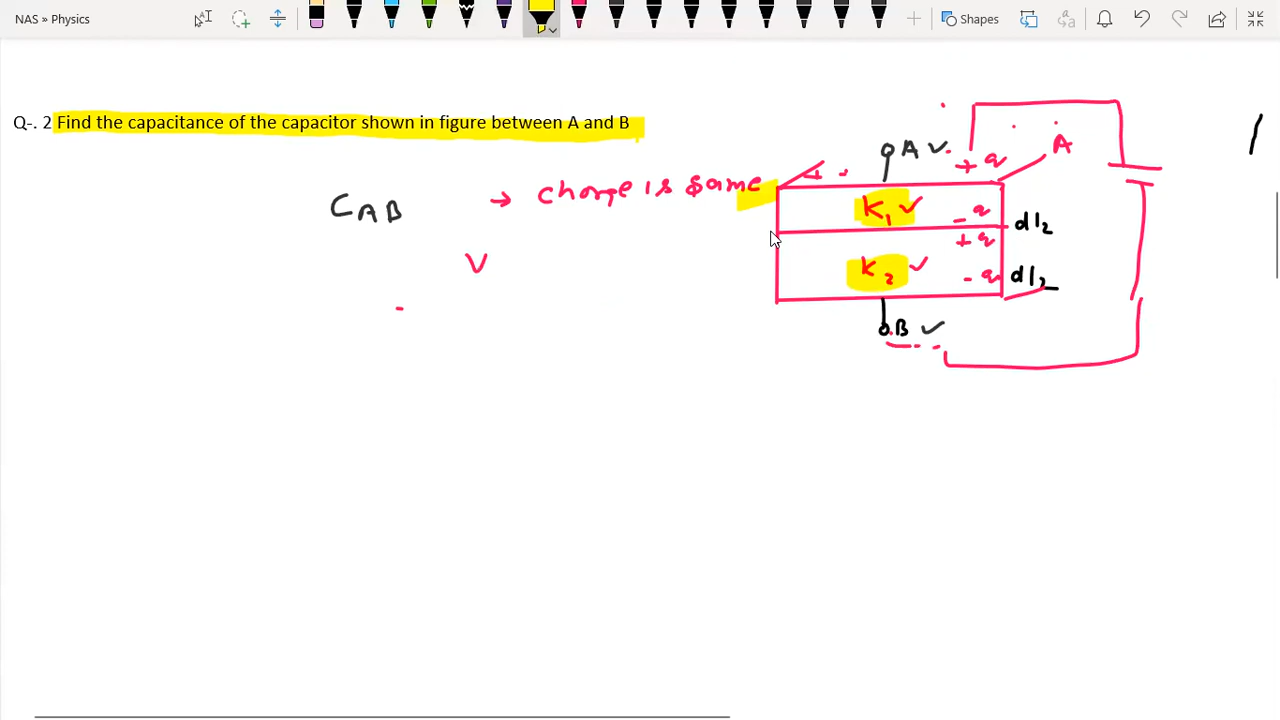 NAS » Physics
Shapes
Q-. 2 Find the capacitance of the capacitor shown in figure between A and B
A
+ q
A
C AB
→ charge is same
K1
- q
+ q
d/2
V
K2
- q
d/2
B